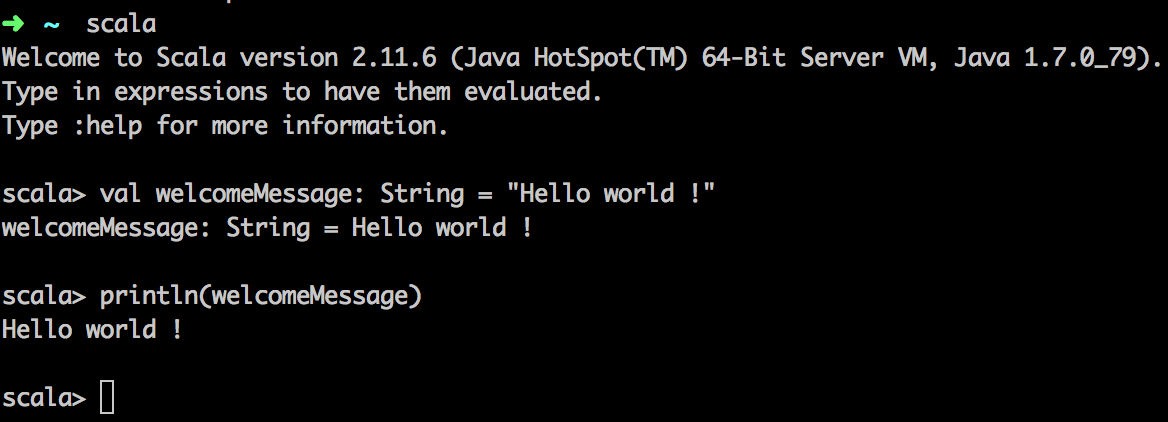 ➜ ~ scala
Welcome to Scala version 2.11.6 (Java HotSpot(TM) 64-Bit Server VM, Java 1.7.0_79).
Type in expressions to have them evaluated.
Type :help for more information.
scala> val welcomeMessage: String = "Hello world !"
welcomeMessage: String = Hello world !
scala> println(welcomeMessage)
Hello world !
scala>